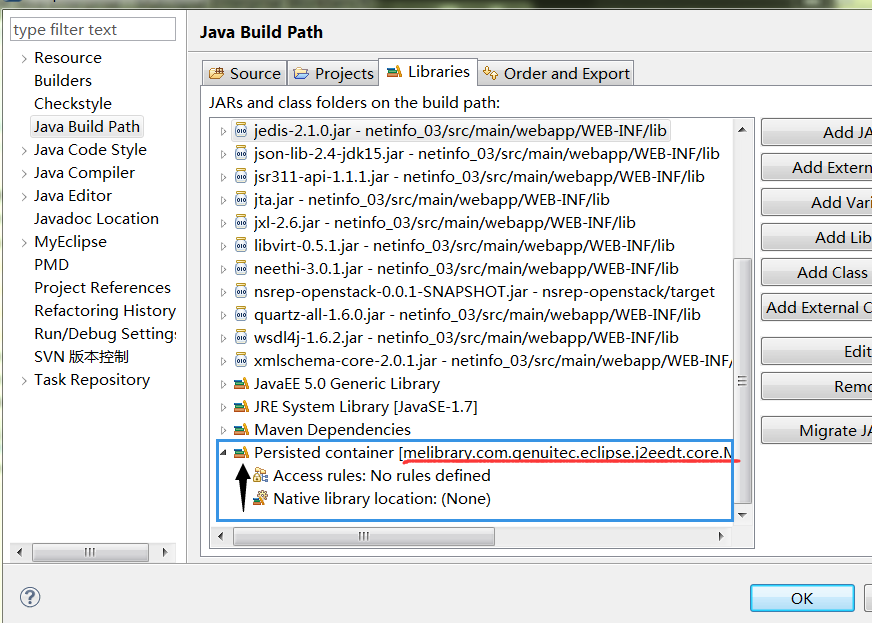 type filter text
Resource
Builders
Checkstyle
Java Build Path
Java Code Style
Java Compiler
Java Editor
Javadoc Location
MyEclipse
PMD
Project References
Refactoring History
Run/Debug Settings
SVN 版本控制
Task Repository
Java Build Path
Source Projects Libraries Order and Export
JARs and class folders on the build path:
jedis-2.1.0.jar - netinfo_03/src/main/webapp/WEB-INF/lib
json-lib-2.4-jdk15.jar - netinfo_03/src/main/webapp/WEB-INF/lib
jsr311-api-1.1.1.jar - netinfo_03/src/main/webapp/WEB-INF/lib
jta.jar - netinfo_03/src/main/webapp/WEB-INF/lib
jxl-2.6.jar - netinfo_03/src/main/webapp/WEB-INF/lib
libvirt-0.5.1.jar - netinfo_03/src/main/webapp/WEB-INF/lib
neethi-3.0.1.jar - netinfo_03/src/main/webapp/WEB-INF/lib
nsrep-openstack-0.0.1-SNAPSHOT.jar - nsrep-openstack/target
quartz-all-1.6.0.jar - netinfo_03/src/main/webapp/WEB-INF/lib
wsdl4j-1.6.2.jar - netinfo_03/src/main/webapp/WEB-INF/lib
xmlschema-core-2.0.1.jar - netinfo_03/src/main/webapp/WEB-INF/
JavaEE 5.0 Generic Library
JRE System Library [JavaSE-1.7]
Maven Dependencies
Persisted container [melibrary.com.genuitec.eclipse.j2eedt.core.M
Access rules: No rules defined
Native library location: (None)
Add JA
Add Extern
Add Vari
Add Lib
Add Class
Add External C
Edit
Remo
Migrate JA
OK